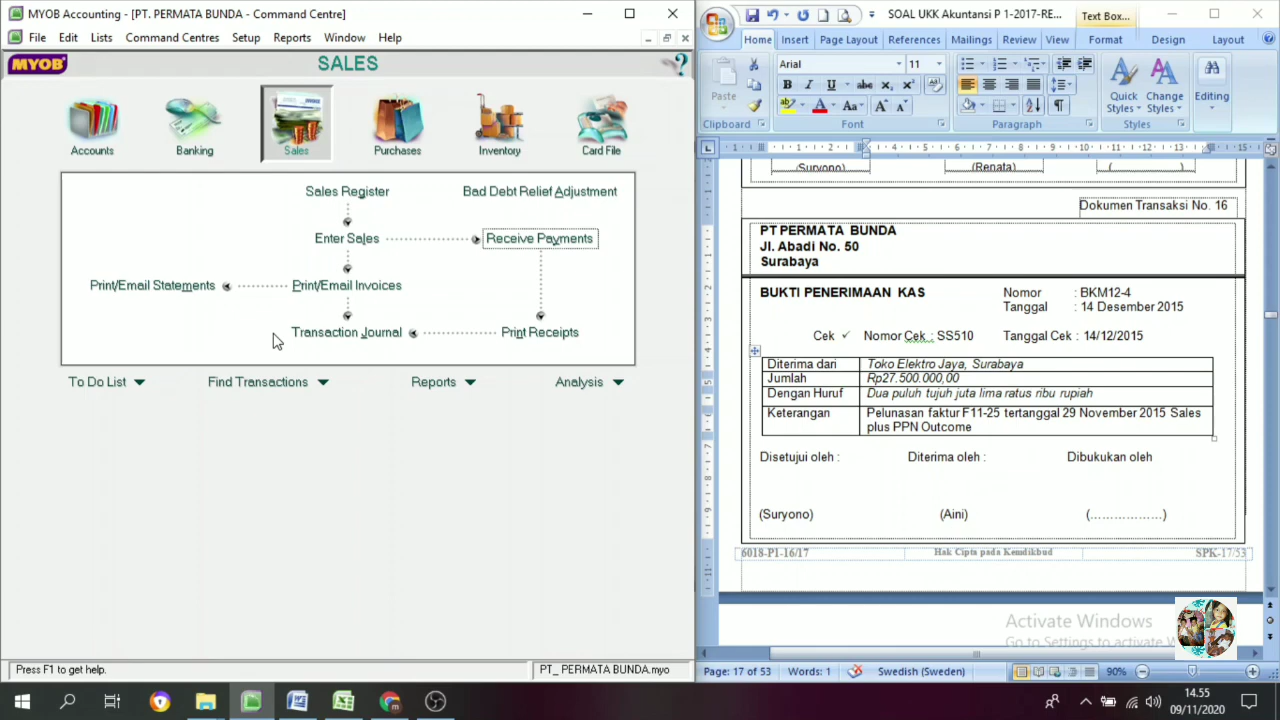 MYOB Accounting - [PT. PERMATA BUNDA - Command Centre]
File Edit Lists Command Centres Setup Reports Window Help
MYOB SALES
Accounts Banking Sales Purchases Inventory Card File
Sales Register Bad Debt Relief Adjustment
Enter Sales Receive Payments
Print/Email Statements Print/Email Invoices
Transaction Journal Print Receipts
To Do List Find Transactions Reports Analysis
Press F1 to get help. PT_ PERMATA BUNDA.myo
SOAL UKK Akuntansi P 1-2017-RE... Text Box...
Home Insert Page Layout References Mailings Review View Format Design Layout
Arial 11
Paste Quick Styles Change Styles Editing
Clipboard Font Paragraph Styles
(Suryono) (Renata) (.........................)
Dokumen Transaksi No. 16
PT PERMATA BUNDA
Jl. Abadi No. 50
Surabaya
BUKTI PENERIMAAN KAS Nomor : BKM12-4
Tanggal : 14 Desember 2015
Cek ✓ Nomor Cek : SS510 Tanggal Cek : 14/12/2015
Diterima dari Toko Elektro Jaya, Surabaya
Jumlah Rp27.500.000,00
Dengan Huruf Dua puluh tujuh juta lima ratus ribu rupiah
Keterangan Pelunasan faktur F11-25 tertanggal 29 November 2015 Sales
plus PPN Outcome
Disetujui oleh : Diterima oleh : Dibukukan oleh
(Suryono) (Aini) (………………)
6018-P1-16/17 Hak Cipta pada Kemdikbud SPK-17/53
Activate Windows
Go to Settings to activate W
Page: 17 of 53 Words: 1 Swedish (Sweden) 90%
14.55
09/11/2020